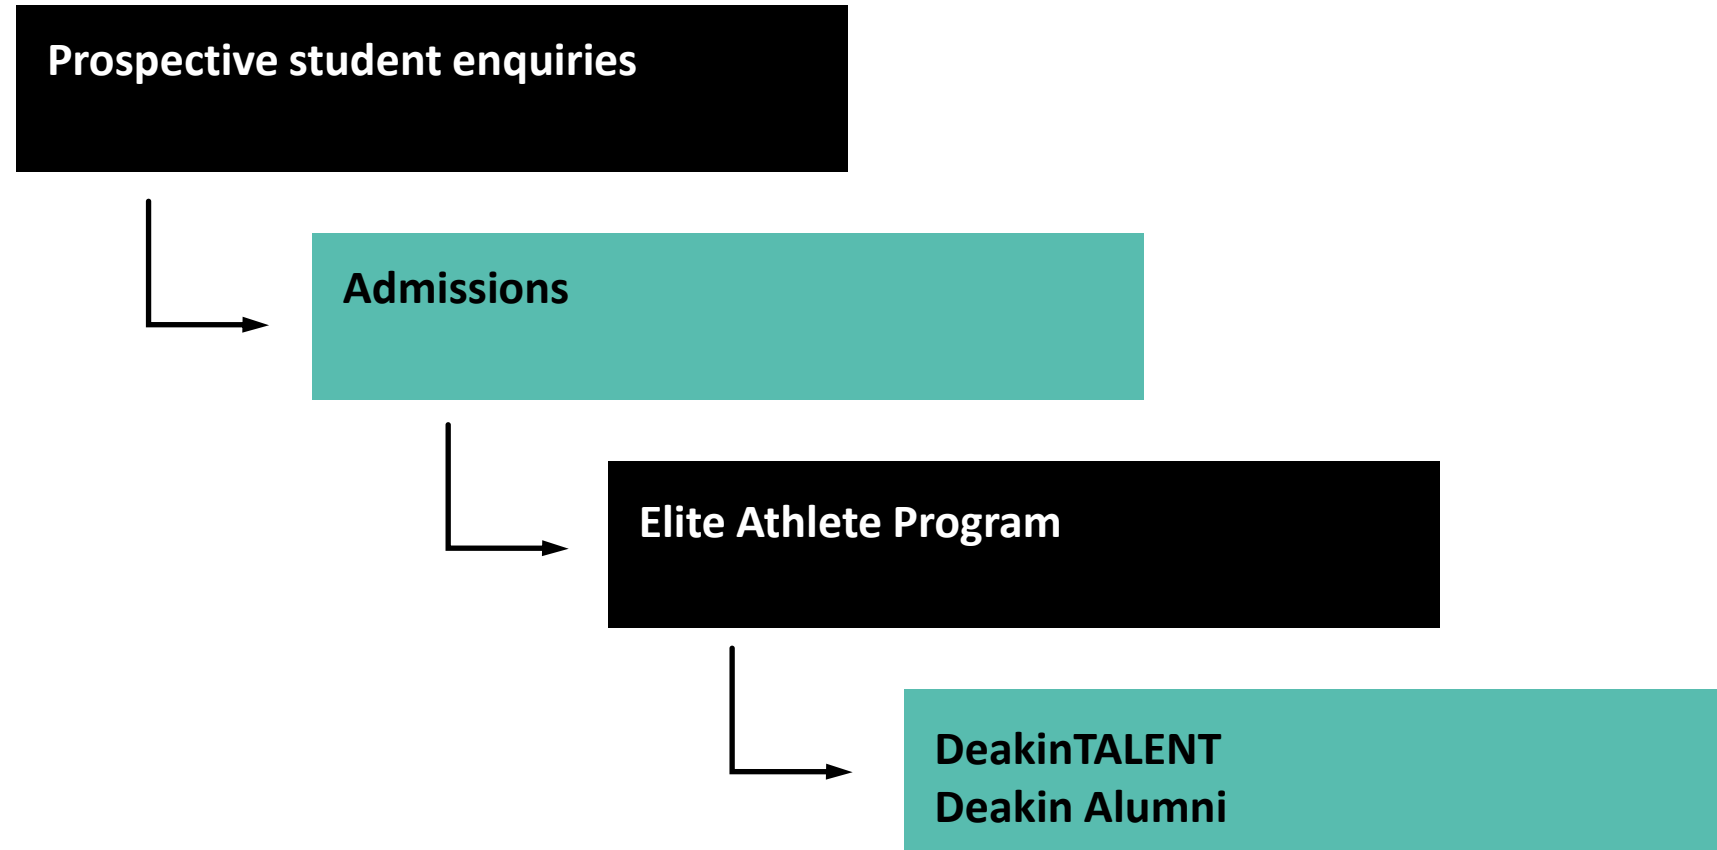 Prospective student enquiries
Admissions
Elite Athlete Program
DeakinTALENT
Deakin Alumni